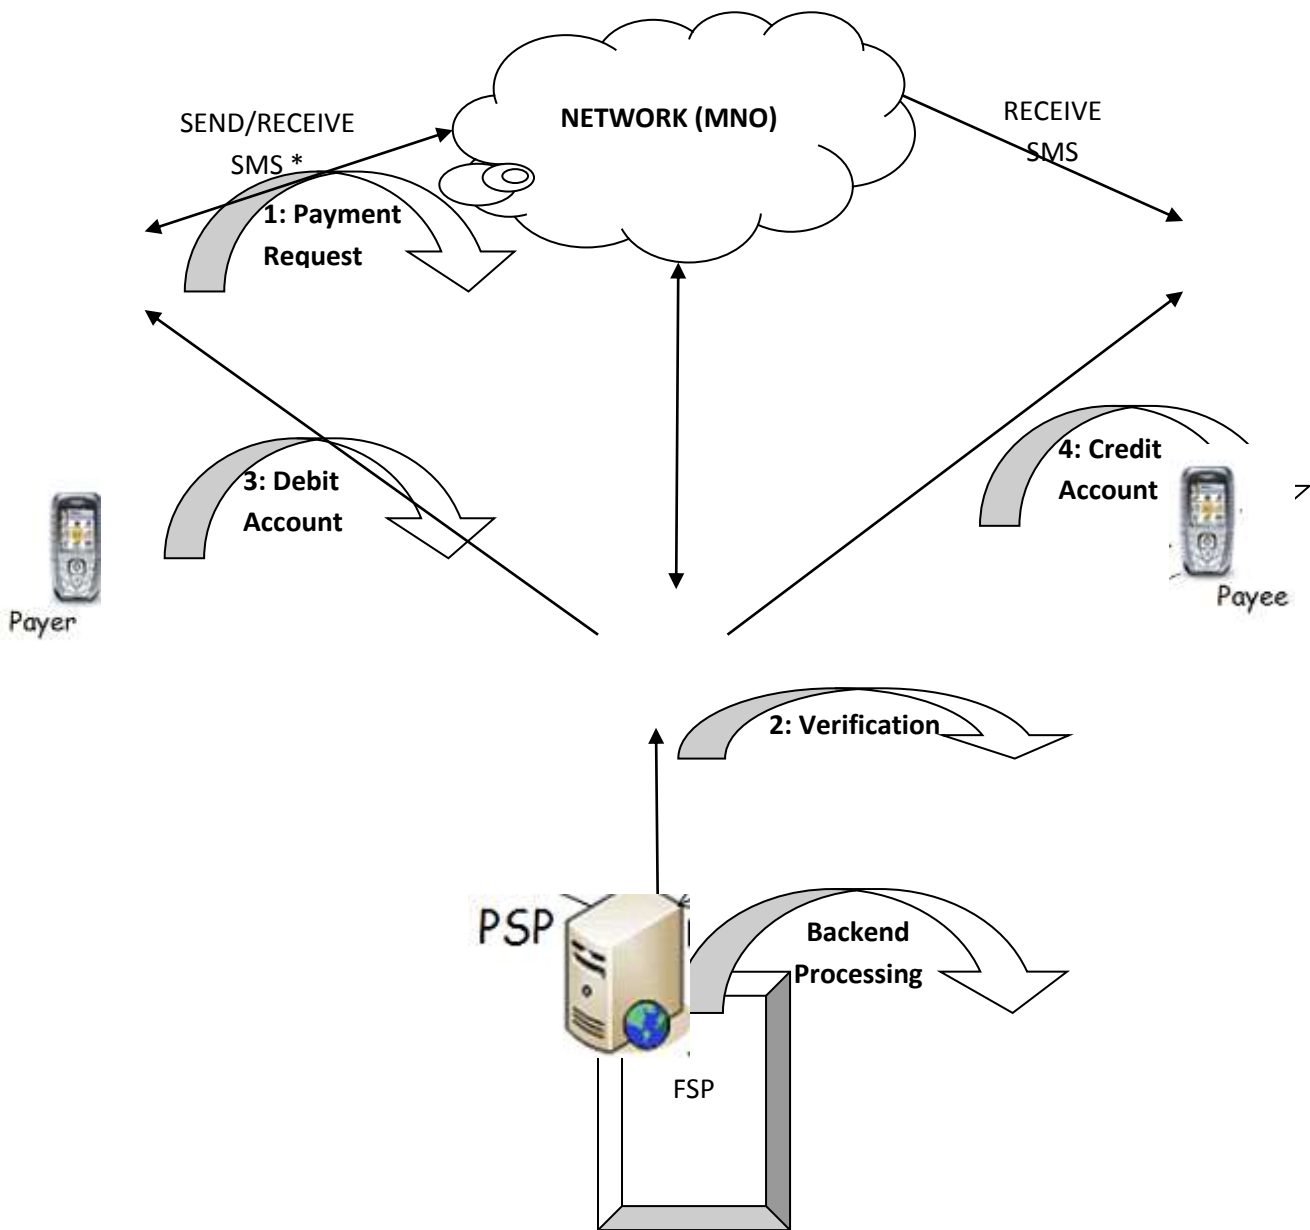 NETWORK (MNO)
SEND/RECEIVE
SMS *
RECEIVE
SMS
1: Payment
Request
3: Debit
Account
4: Credit
Account
Payer
Payee
2: Verification
PSP
Backend
Processing
FSP